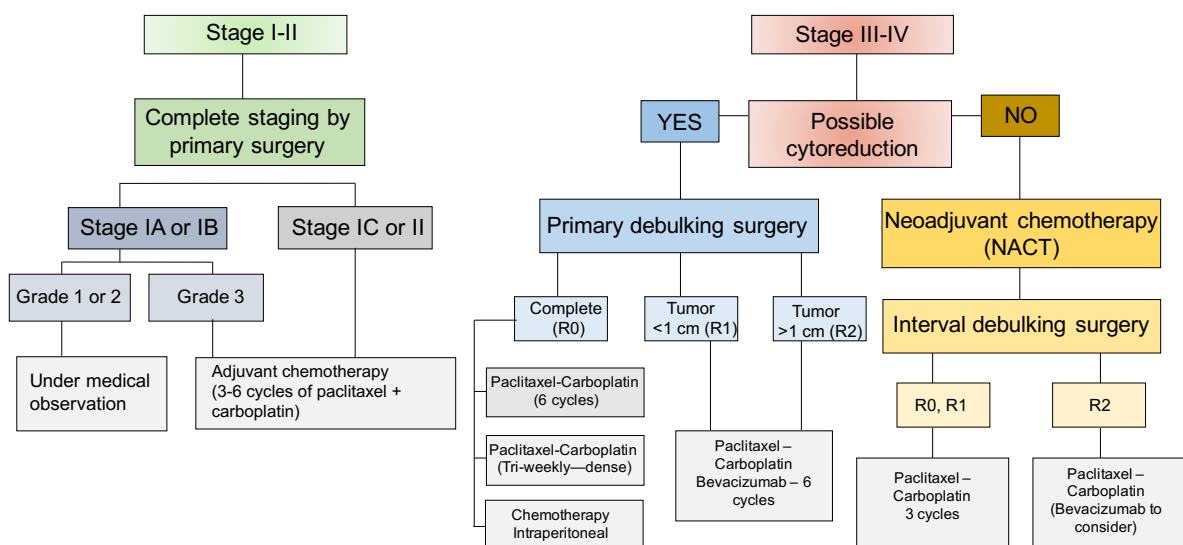 Stage I-II
Complete staging by
primary surgery
Stage IA or IB
Stage IC or II
Grade 1 or 2
Grade 3
Under medical
observation
Adjuvant chemotherapy
(3-6 cycles of paclitaxel +
carboplatin)
Stage III-IV
YES
Possible
cytoreduction
NO
Primary debulking surgery
Complete
(R0)
Tumor
<1 cm (R1)
Tumor
>1 cm (R2)
Paclitaxel-Carboplatin
(6 cycles)
Paclitaxel-Carboplatin
(Tri-weekly—dense)
Chemotherapy
Intraperitoneal
Paclitaxel –
Carboplatin
Bevacizumab – 6
cycles
Neoadjuvant chemotherapy
(NACT)
Interval debulking surgery
R0, R1
R2
Paclitaxel –
Carboplatin
3 cycles
Paclitaxel –
Carboplatin
(Bevacizumab to
consider)